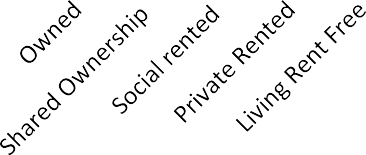 Owned
Shared Ownership
Social rented
Private Rented
Living Rent Free